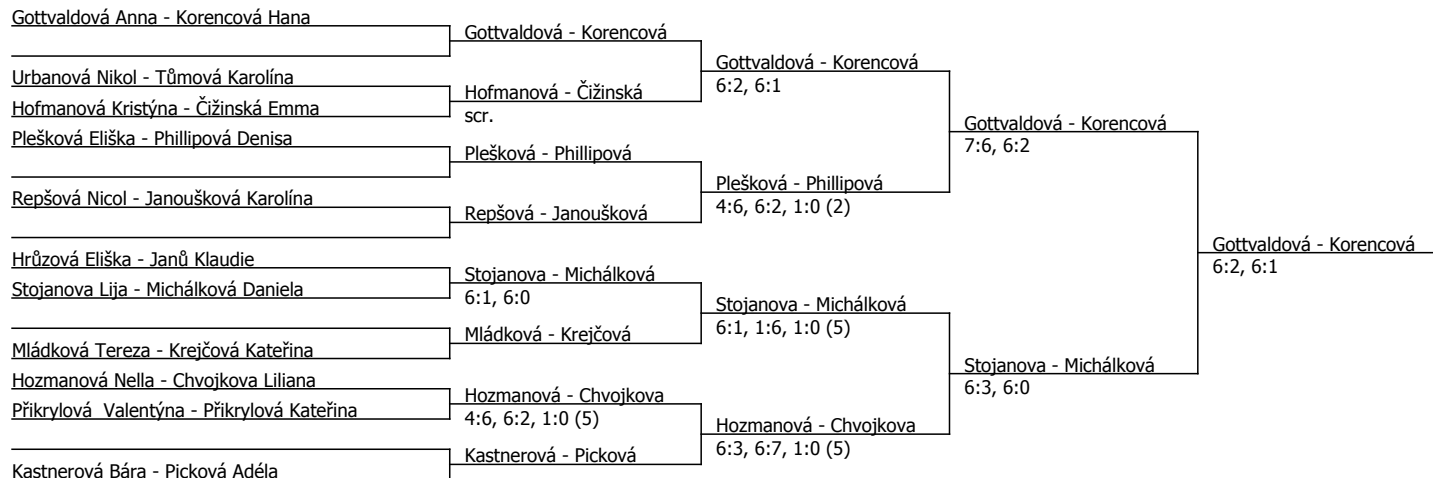 Gottvaldová Anna - Korencová Hana
Gottvaldová - Korencová
Gottvaldová - Korencová
6:2, 6:1
Urbanová Nikol - Tůmová Karolína
Hofmanová - Čižinská
scr.
Hofmanová Kristýna - Čižinská Emma
Gottvaldová - Korencová
7:6, 6:2
Plešková Eliška - Phillipová Denisa
Plešková - Phillipová
Plešková - Phillipová
4:6, 6:2, 1:0 (2)
Repšová Nicol - Janoušková Karolína
Repšová - Janoušková
Gottvaldová - Korencová
6:2, 6:1
Hrůzová Eliška - Janů Klaudie
Stojanova - Michálková
6:1, 6:0
Stojanova Lija - Michálková Daniela
Stojanova - Michálková
6:1, 1:6, 1:0 (5)
Mládková - Krejčová
Mládková Tereza - Krejčová Kateřina
Stojanova - Michálková
6:3, 6:0
Hozmanová Nella - Chvojkova Liliana
Hozmanová - Chvojkova
4:6, 6:2, 1:0 (5)
Přikrylová  Valentýna - Přikrylová Kateřina
Hozmanová - Chvojkova
6:3, 6:7, 1:0 (5)
Kastnerová - Picková
Kastnerová Bára - Picková Adéla